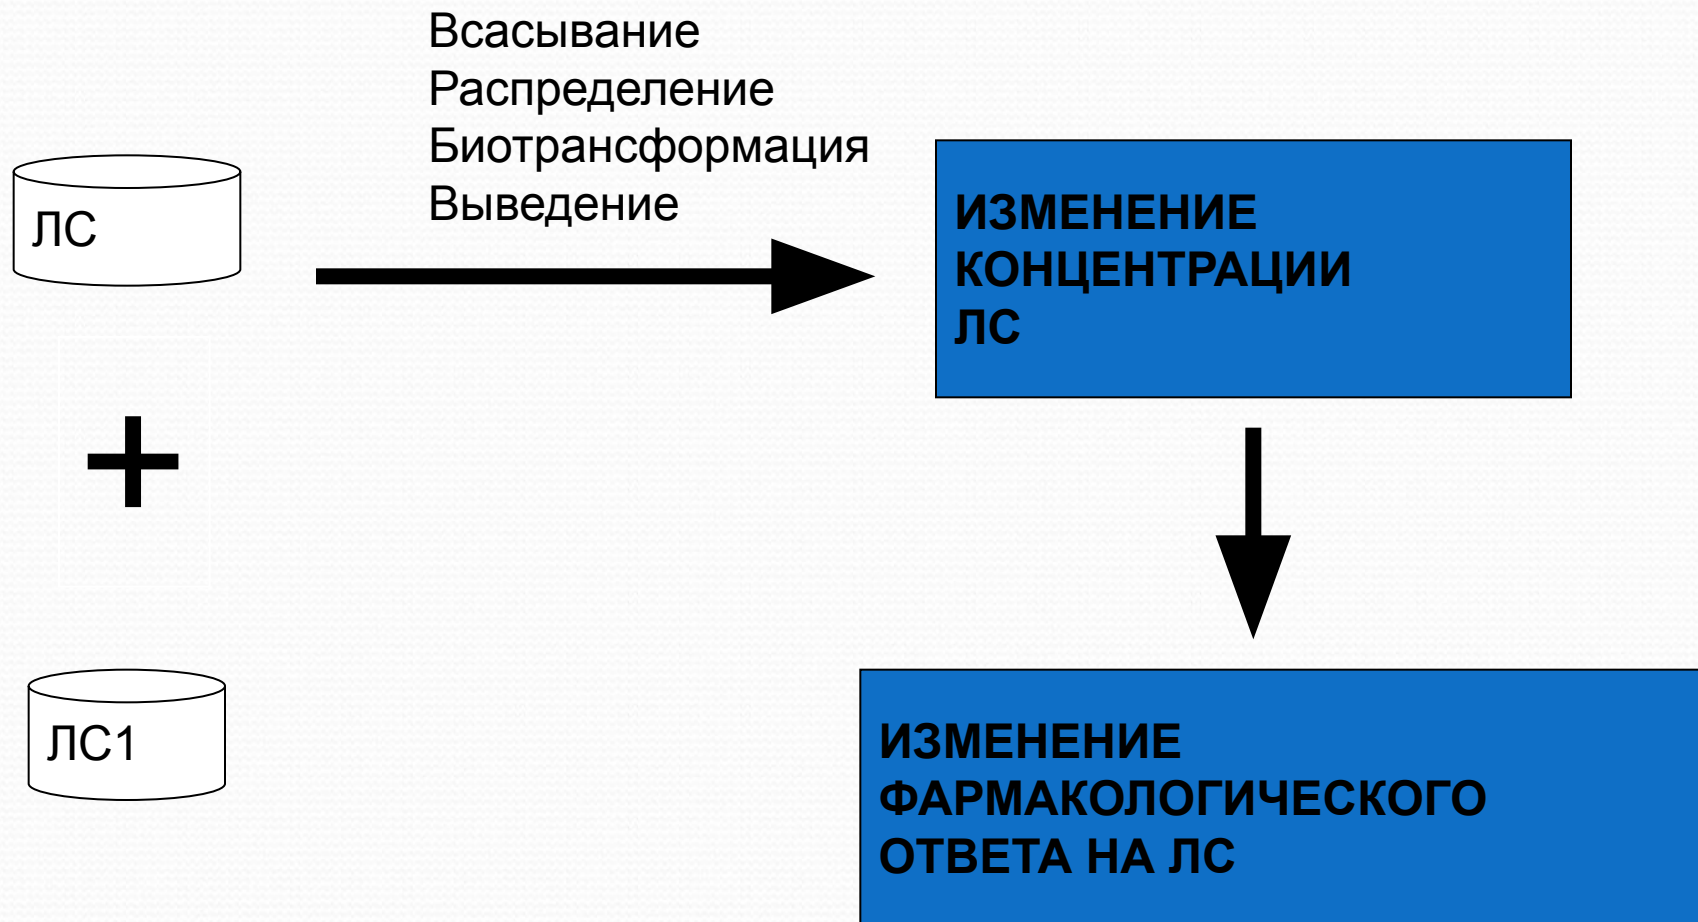 Всасывание
Распределение
Биотрансформация
Выведение
ЛС
ИЗМЕНЕНИЕ
КОНЦЕНТРАЦИИ
ЛС
+
ЛС1
ИЗМЕНЕНИЕ
ФАРМАКОЛОГИЧЕСКОГО
ОТВЕТА НА ЛС